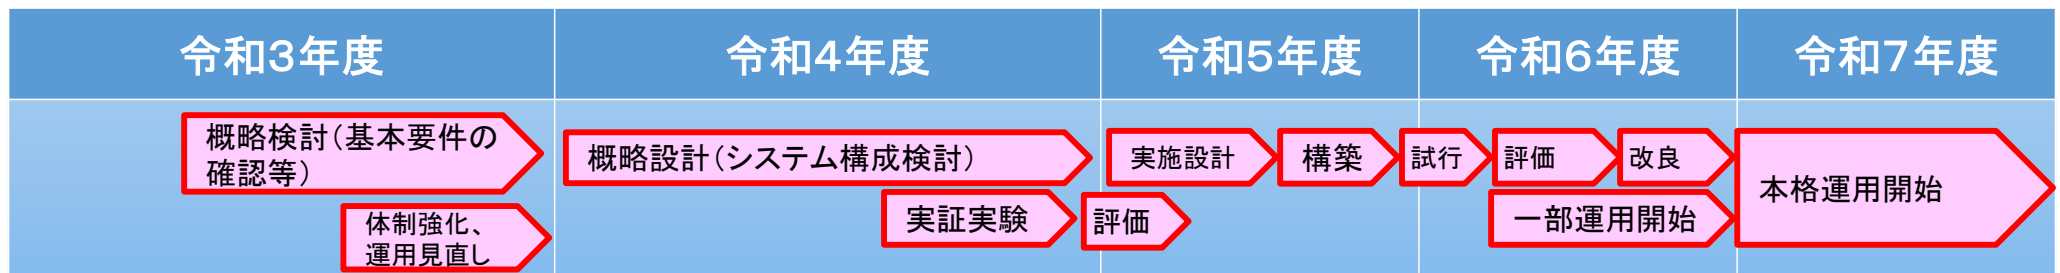 令和3年度
令和4年度
令和5年度
令和6年度
令和7年度
概略検討(基本要件の
確認等)
体制強化、
運用見直し
概略設計(システム構成検討)
実証実験
評価
実施設計
構築
試行
評価
改良
一部運用開始
本格運用開始